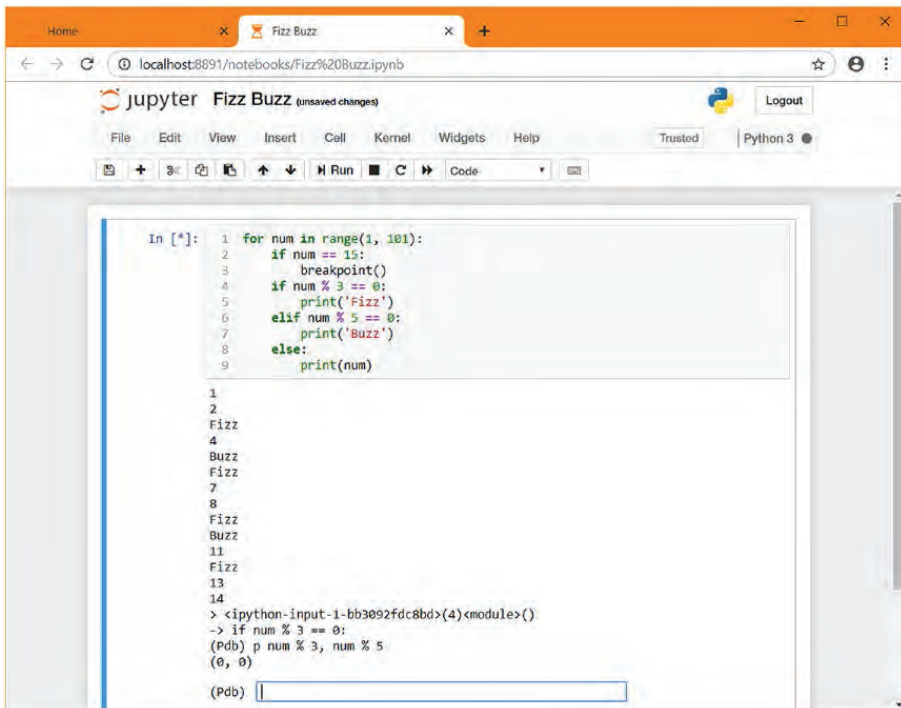 Home
Fizz Buzz
localhost:8891/notebooks/Fizz%20Buzz.ipynb
jupyter Fizz Buzz (unsaved changes)
Logout
File Edit View Insert Cell Kernel Widgets Help Trusted Python 3
Run Code
In [*]:
1 for num in range(1, 101):
2     if num == 15:
3         breakpoint()
4     if num % 3 == 0:
5         print('Fizz')
6     elif num % 5 == 0:
7         print('Buzz')
8     else:
9         print(num)
1
2
Fizz
4
Buzz
Fizz
7
8
Fizz
Buzz
11
Fizz
13
14
> <ipython-input-1-bb3092fdc8bd>(4)<module>()
-> if num % 3 == 0:
(Pdb) p num % 3, num % 5
(0, 0)
(Pdb)